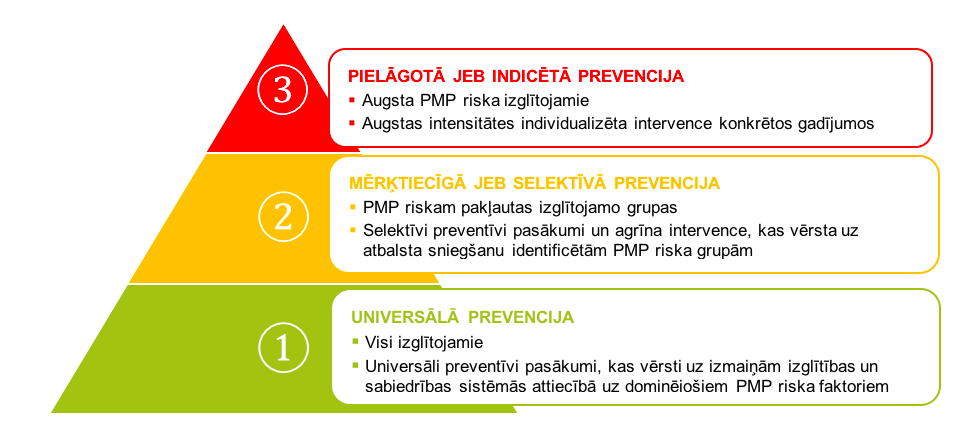 3
PIELĀGOTĀ JEB INDICĒTĀ PREVENCIJA
▪ Augsta PMP riska izglītojamie
▪ Augstas intensitātes individualizēta intervence konkrētos gadījumos
2
MĒRĶTIECĪGĀ JEB SELEKTĪVĀ PREVENCIJA
▪ PMP riskam pakļautas izglītojamo grupas
▪ Selektīvi preventīvi pasākumi un agrīna intervence, kas vērsta uz
atbalsta sniegšanu identificētām PMP riska grupām
1
UNIVERSĀLĀ PREVENCIJA
▪ Visi izglītojamie
▪ Universāli preventīvi pasākumi, kas vērsti uz izmaiņām izglītības un
sabiedrības sistēmās attiecībā uz dominējošiem PMP riska faktoriem